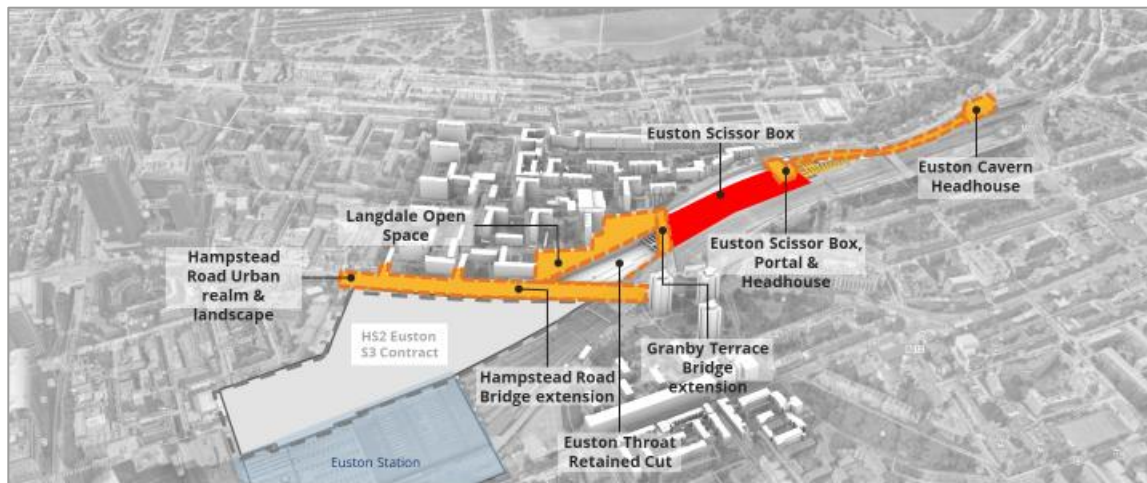 Euston Scissor Box
Euston Cavern
Headhouse
Langdale Open
Space
Euston Scissor Box,
Portal &
Headhouse
Hampstead
Road Urban
realm &
landscape
HS2 Euston
S3 Contract
Granby Terrace
Bridge
extension
Hampstead Road
Bridge extension
Euston Throat
Retained Cut
Euston Station